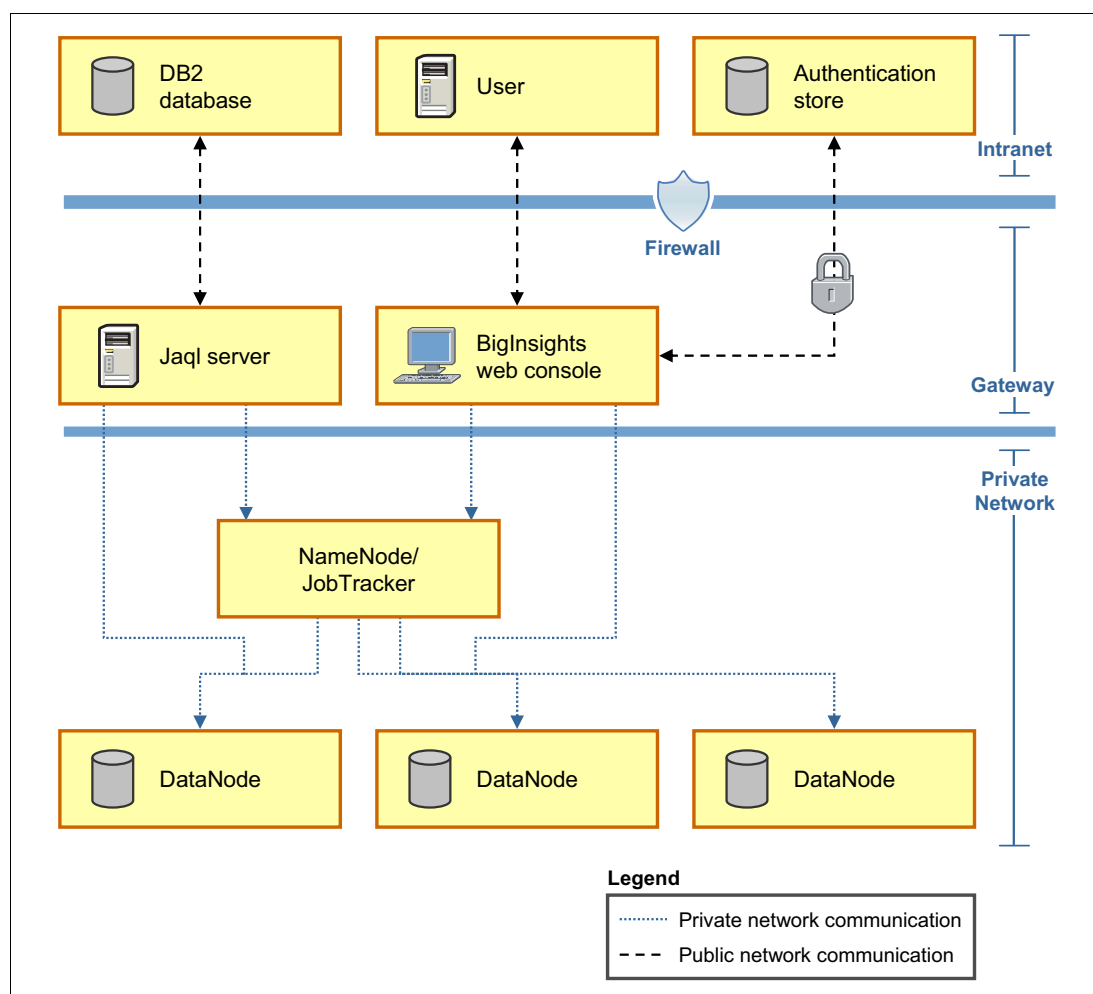 DB2
database
User
Authentication
store
Intranet
Firewall
Jaql server
BigInsights
web console
Gateway
Private
Network
NameNode/
JobTracker
DataNode
DataNode
DataNode
Legend
Private network communication
Public network communication